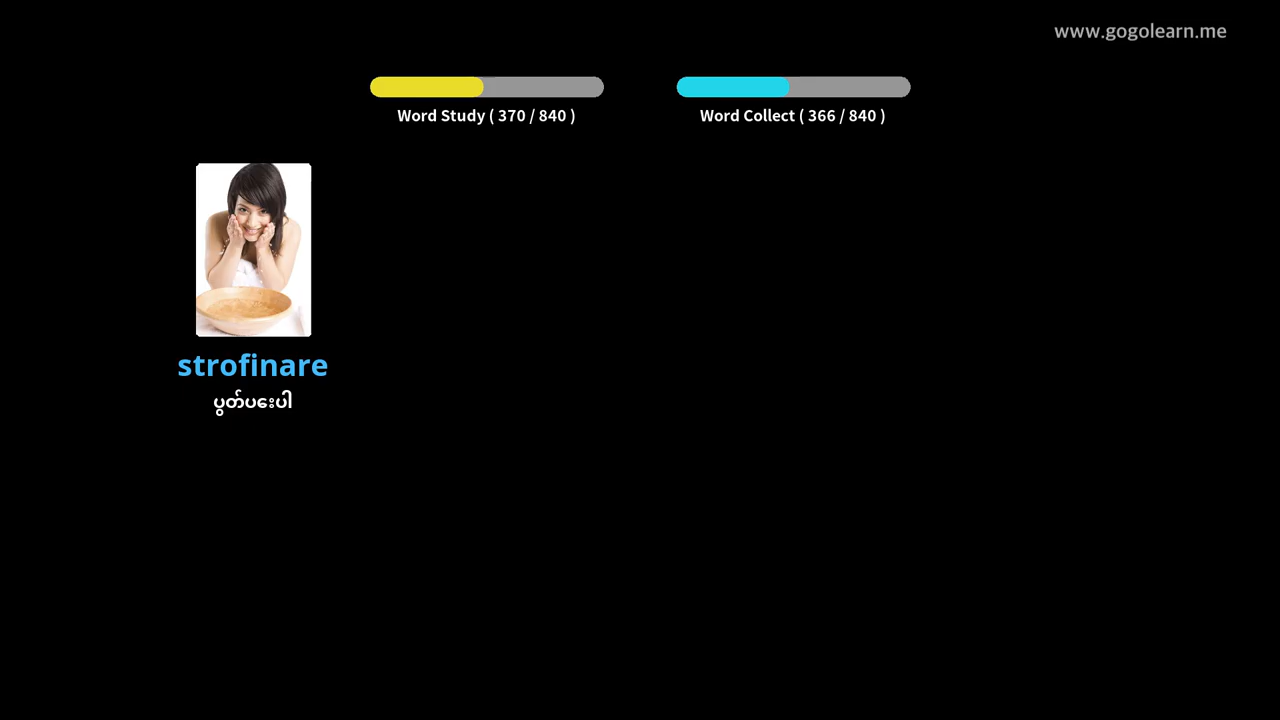 www.gogolearn.me
Word Study ( 370 / 840 )
Word Collect ( 366 / 840 )
strofinare
ပွတ်ပေးပါ